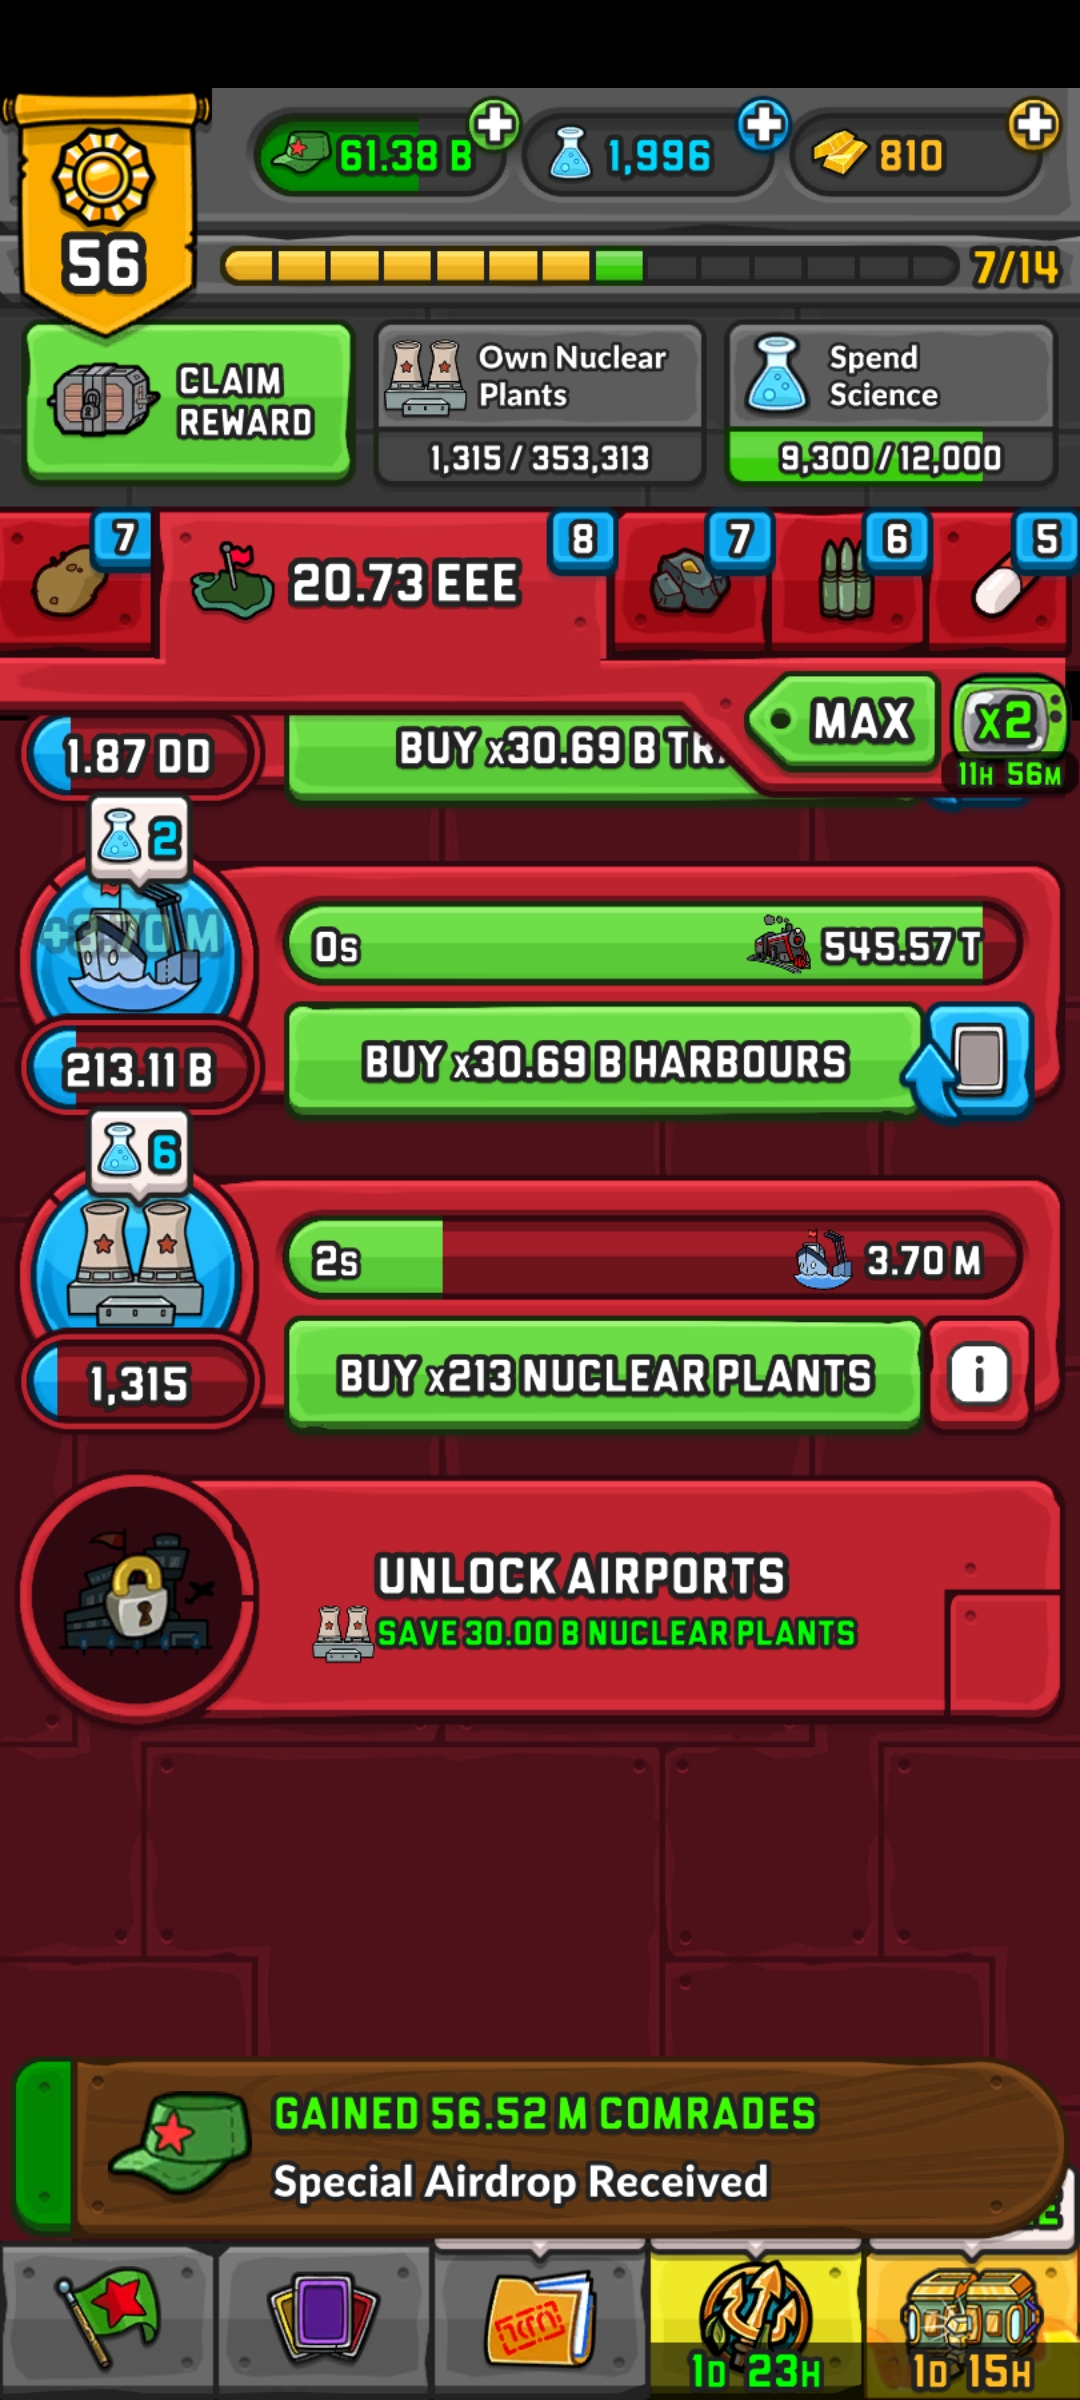 61.38 B
1,996
810
56
7/14
CLAIM
REWARD
Own Nuclear
Plants
1,315 / 353,313
Spend
Science
9,300 / 12,000
7
20.73 EEE
8
7
6
5
MAX
x2
11H 56M
1.87 DD
BUY x30.69 B
2
+3.70 M
0s
545.57 T
213.11 B
BUY x30.69 B HARBOURS
6
2s
3.70 M
1,315
BUY x213 NUCLEAR PLANTS
i
UNLOCK AIRPORTS
SAVE 30.00 B NUCLEAR PLANTS
GAINED 56.52 M COMRADES
Special Airdrop Received
1D 23H
1D 15H